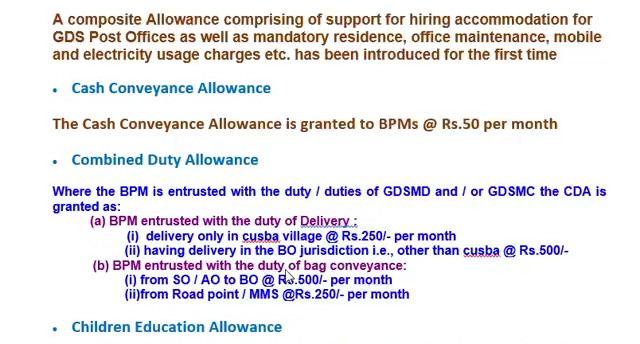 A composite Allowance comprising of support for hiring accommodation for
GDS Post Offices as well as mandatory residence, office maintenance, mobile
and electricity usage charges etc. has been introduced for the first time
• Cash Conveyance Allowance
The Cash Conveyance Allowance is granted to BPMs @ Rs.50 per month
• Combined Duty Allowance
Where the BPM is entrusted with the duty / duties of GDSMD and / or GDSMC the CDA is
granted as:
(a) BPM entrusted with the duty of Delivery :
(i) delivery only in cusba village @ Rs.250/- per month
(ii) having delivery in the BO jurisdiction i.e., other than cusba @ Rs.500/-
(b) BPM entrusted with the duty of bag conveyance:
(i) from SO / AO to BO @ Rs.500/- per month
(ii)from Road point / MMS @Rs.250/- per month
• Children Education Allowance